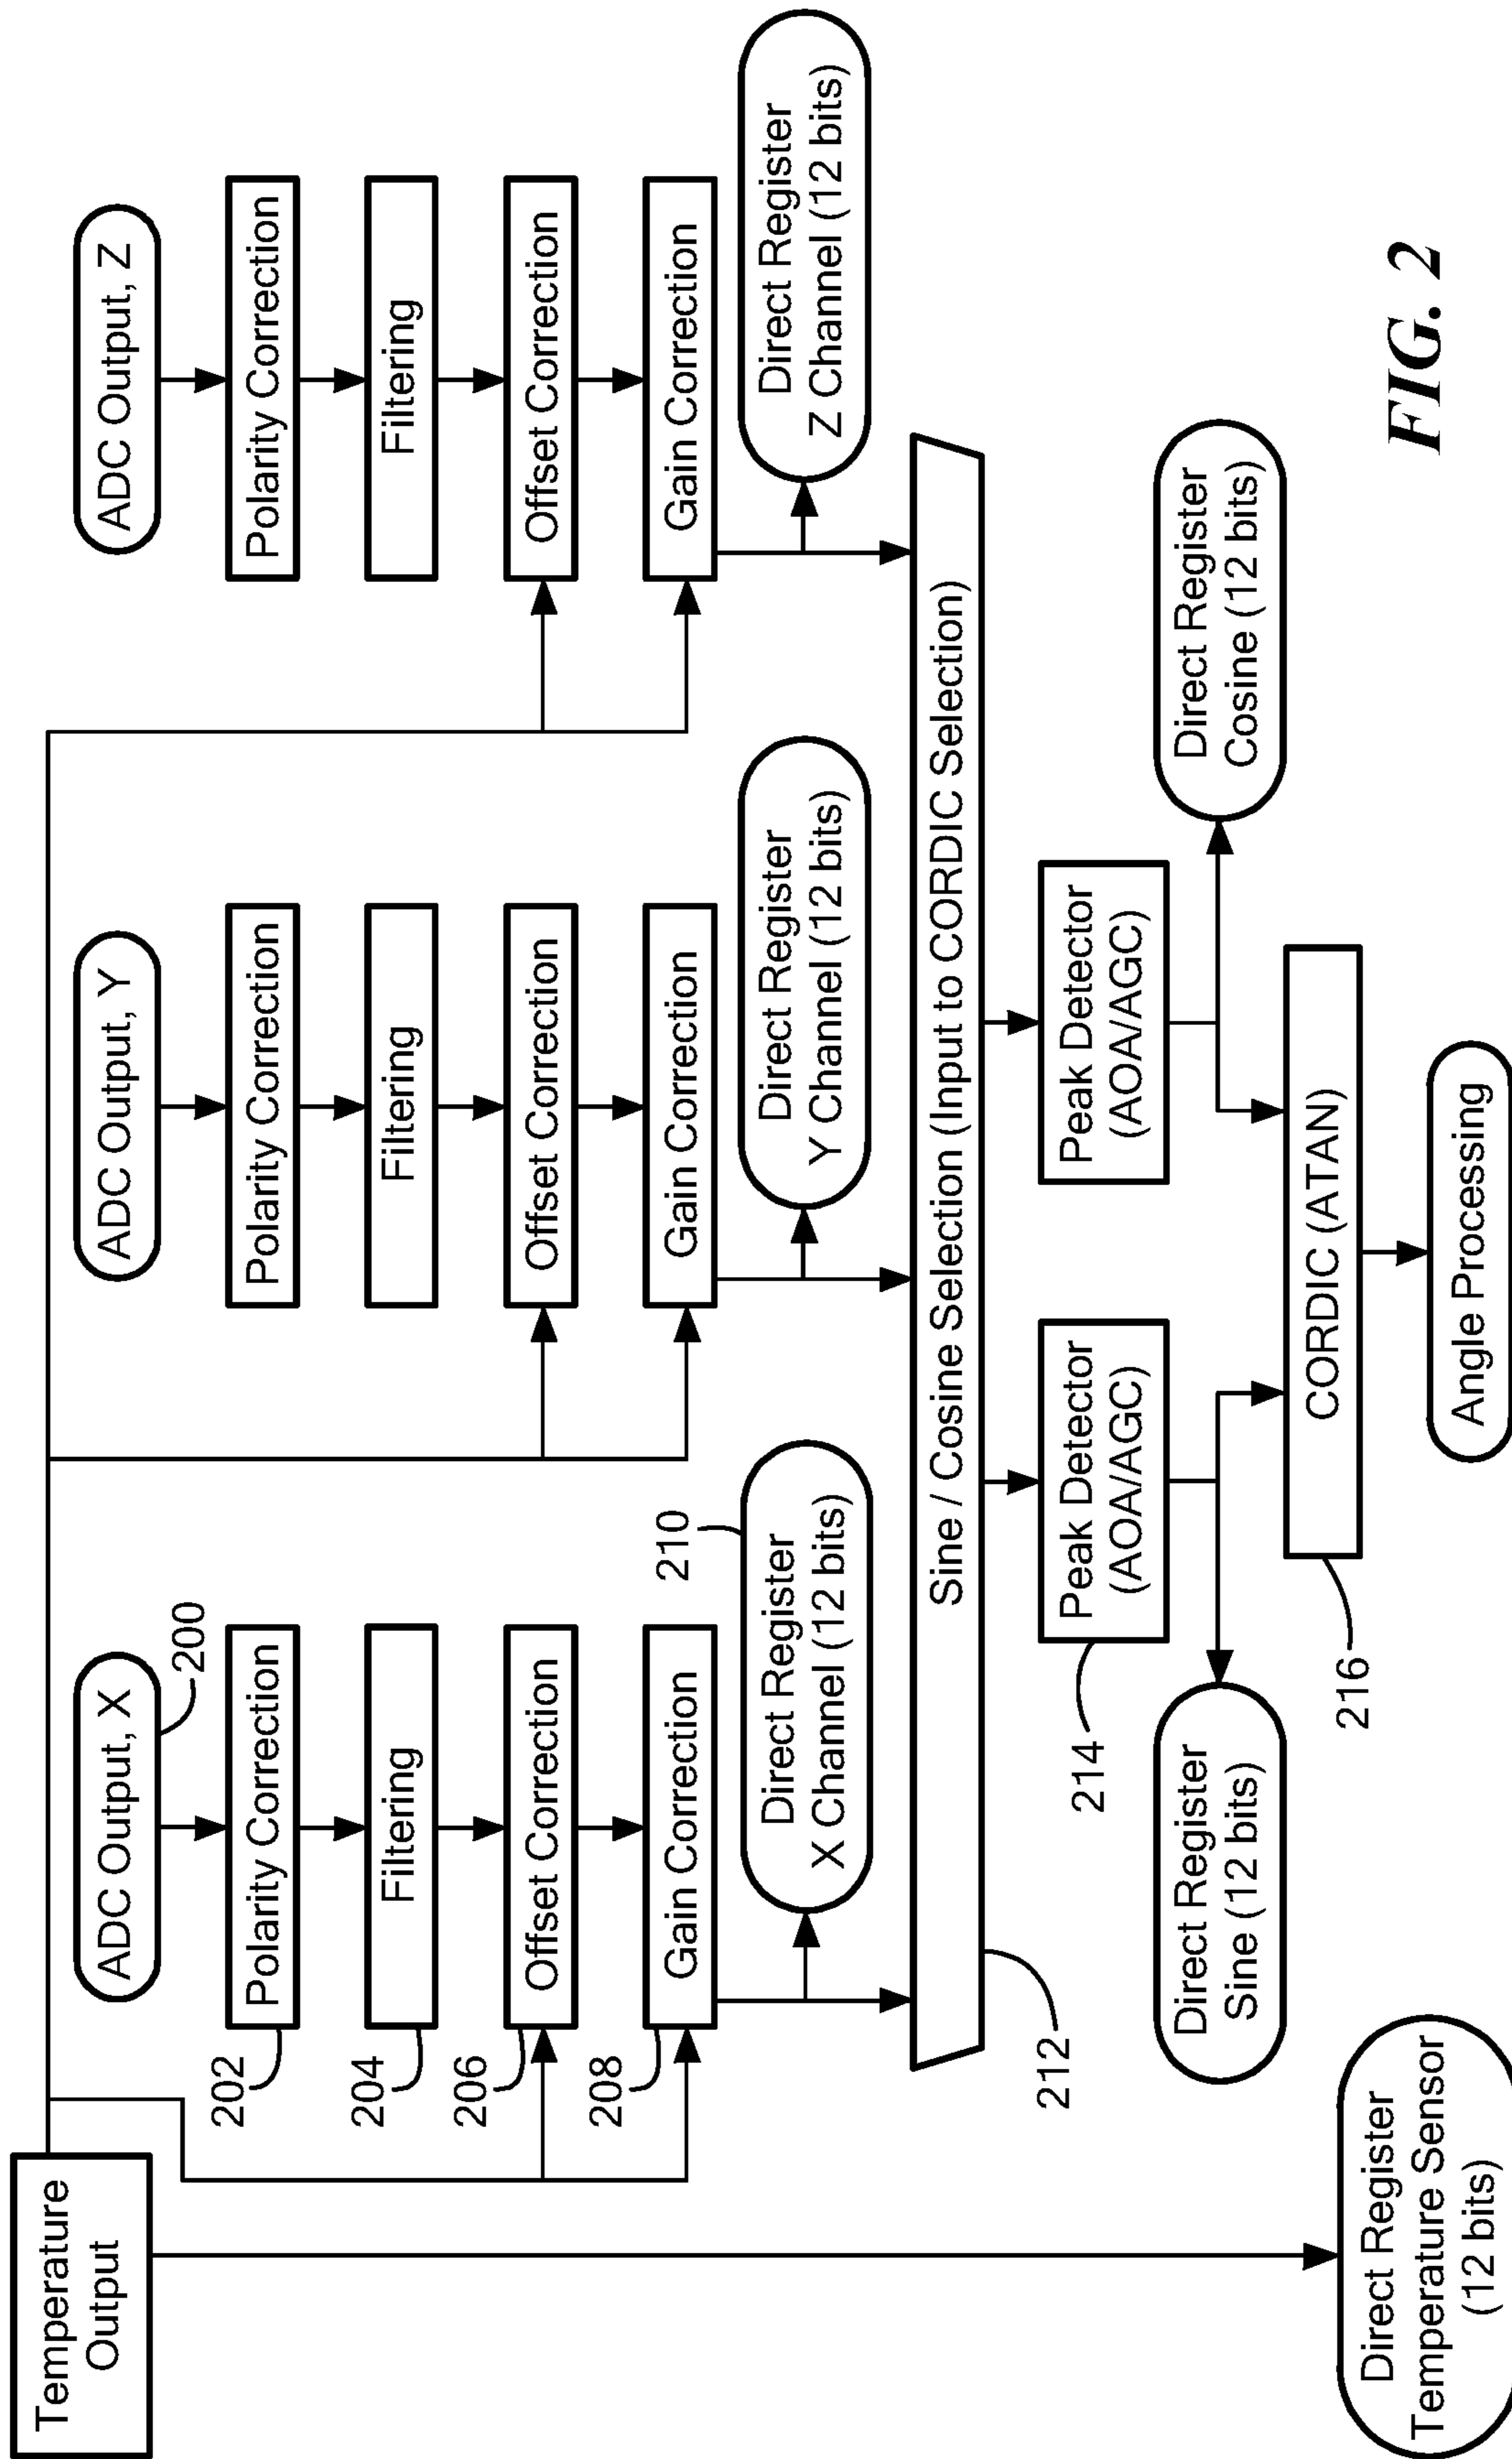 Temperature
Output
ADC Output, X
200
ADC Output, Y
ADC Output, Z
202
Polarity Correction
Polarity Correction
Polarity Correction
204
Filtering
Filtering
Filtering
206
Offset Correction
Offset Correction
Offset Correction
208
Gain Correction
Gain Correction
Gain Correction
210
Direct Register
X Channel (12 bits)
Direct Register
Y Channel (12 bits)
Direct Register
Z Channel (12 bits)
Sine / Cosine Selection (Input to CORDIC Selection)
212
214
Peak Detector
(AOA/AGC)
Peak Detector
(AOA/AGC)
Direct Register
Sine (12 bits)
Direct Register
Cosine (12 bits)
216
CORDIC (ATAN)
Direct Register
Temperature Sensor
(12 bits)
Angle Processing
FIG. 2